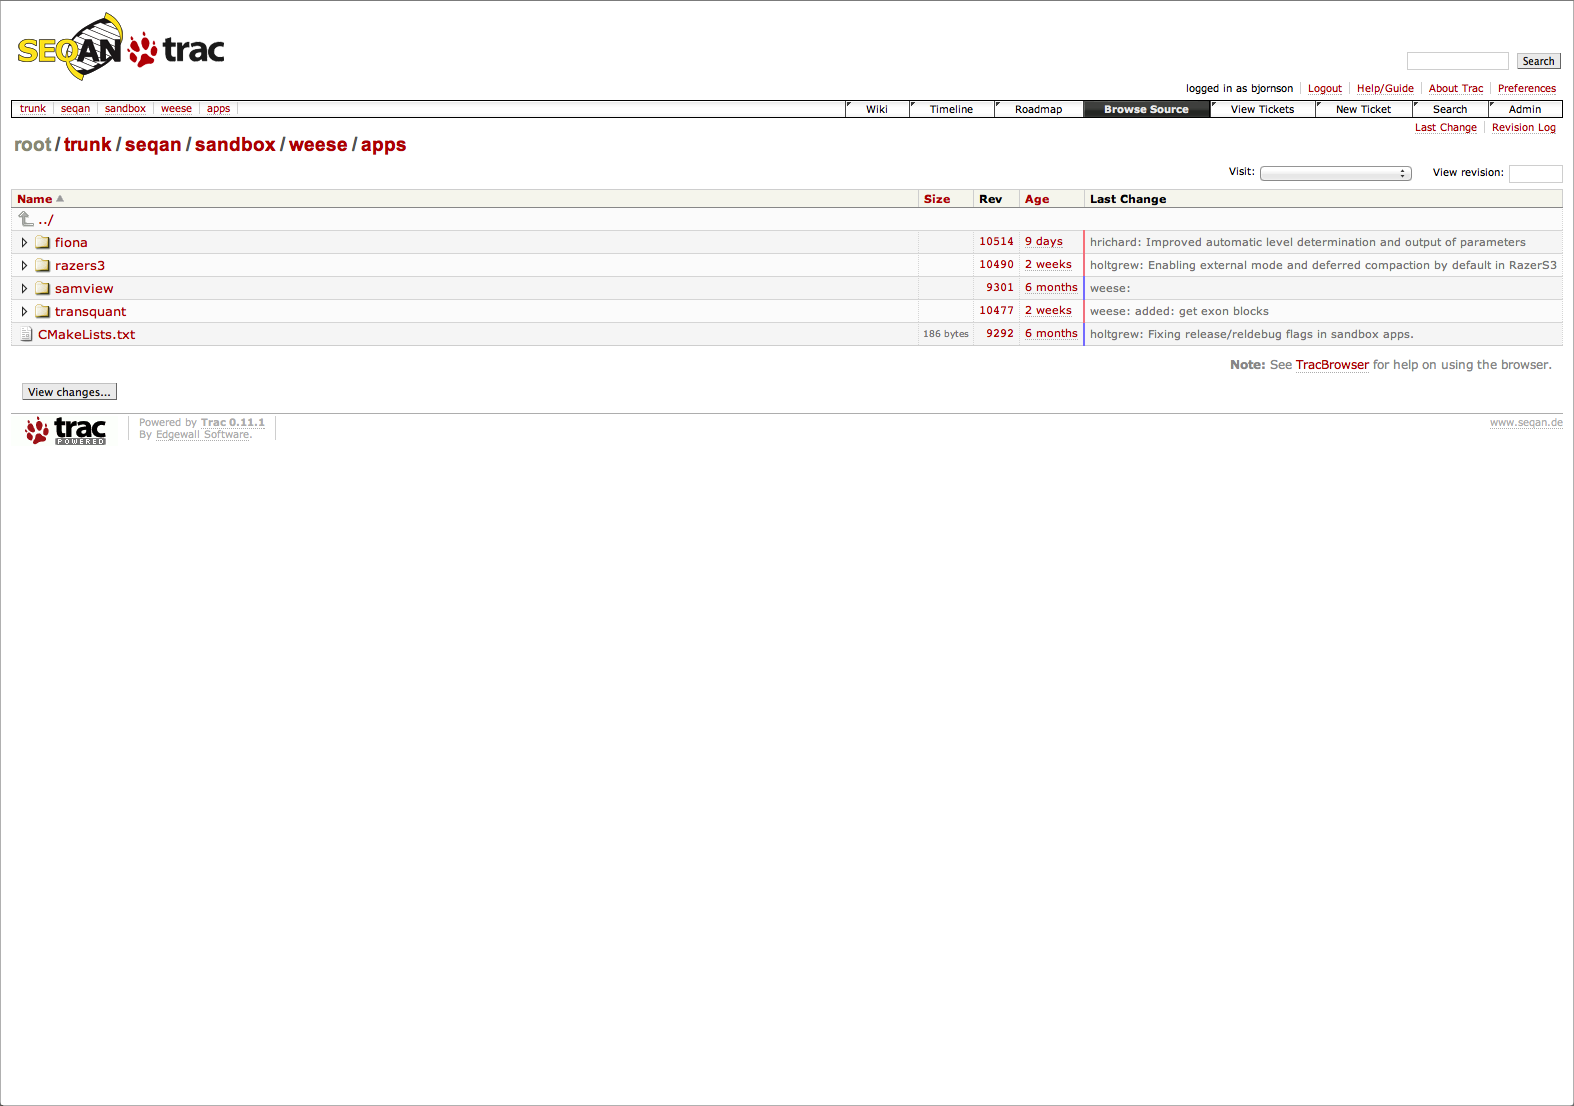 SEQAN trac
Search
logged in as bjornson Logout Help/Guide About Trac Preferences
trunk seqan sandbox weese apps Wiki Timeline Roadmap Browse Source View Tickets New Ticket Search Admin
Last Change Revision Log
root / trunk / seqan / sandbox / weese / apps
Visit: View revision:
Name Size Rev Age Last Change
../
fiona 10514 9 days hrichard: Improved automatic level determination and output of parameters
razers3 10490 2 weeks holtgrew: Enabling external mode and deferred compaction by default in RazerS3
samview 9301 6 months weese:
transquant 10477 2 weeks weese: added: get exon blocks
CMakeLists.txt 186 bytes 9292 6 months holtgrew: Fixing release/reldebug flags in sandbox apps.
Note: See TracBrowser for help on using the browser.
View changes...
trac POWERED
Powered by Trac 0.11.1
By Edgewall Software.
www.seqan.de